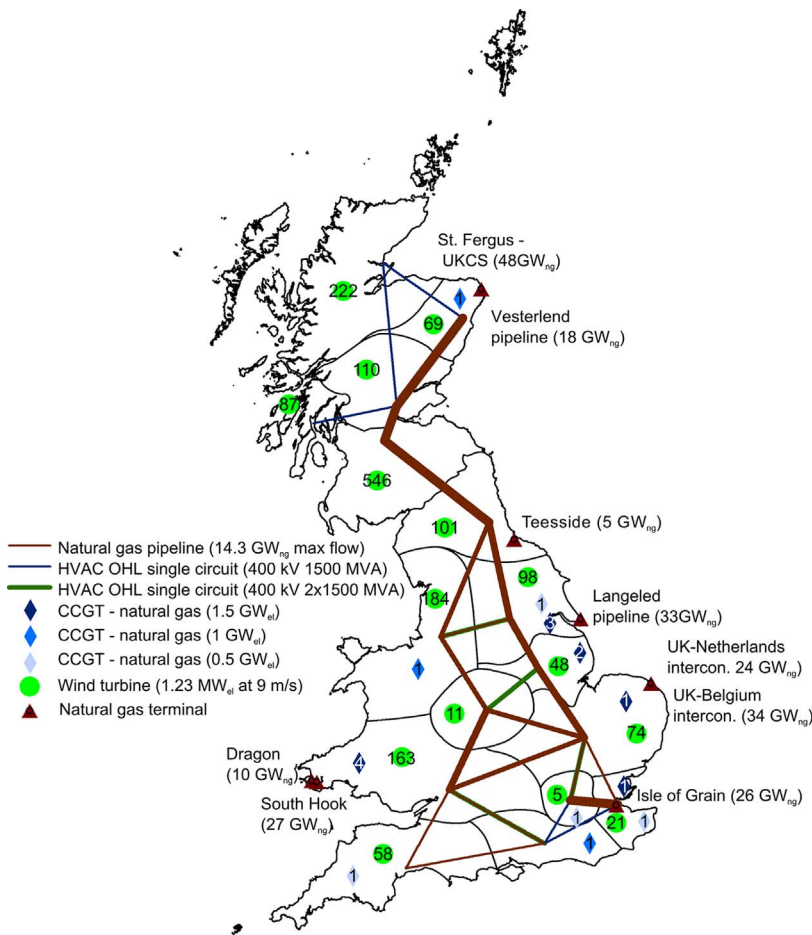 St. Fergus -
UKCS (48GWng)
222
1
Vesterlend
pipeline (18 GWng)
69
110
87
546
Teesside (5 GWng)
101
Natural gas pipeline (14.3 GWng max flow)
HVAC OHL single circuit (400 kV 1500 MVA)
HVAC OHL single circuit (400 kV 2x1500 MVA)
CCGT - natural gas (1.5 GWel)
CCGT - natural gas (1 GWel)
CCGT - natural gas (0.5 GWel)
Wind turbine (1.23 MWel at 9 m/s)
Natural gas terminal
98
184
1
3
Langeled
pipeline (33GWng)
2
48
1
UK-Netherlands
intercon. 24 GWng)
UK-Belgium
intercon. (34 GWng)
1
11
74
Dragon
(10 GWng)
4
163
South Hook
(27 GWng)
1
5
Isle of Grain (26 GWng)
1
21
1
1
58
1